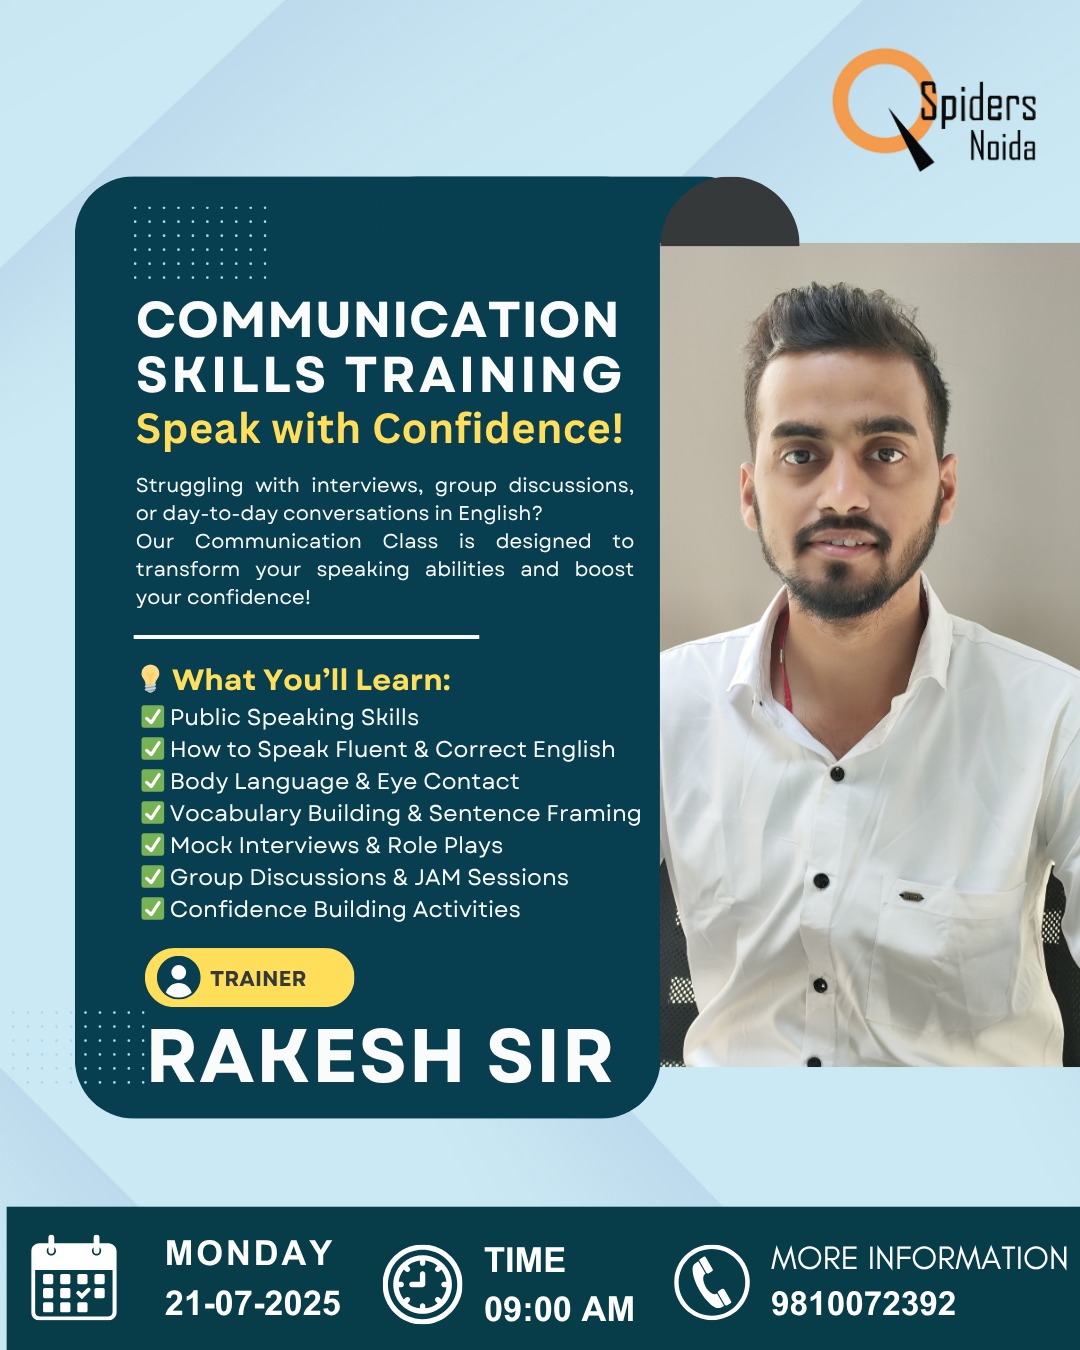 Spiders
Noida
COMMUNICATION
SKILLS TRAINING
Speak with Confidence!
Struggling with interviews, group discussions,
or day-to-day conversations in English?
Our Communication Class is designed to
transform your speaking abilities and boost
your confidence!
What You’ll Learn:
Public Speaking Skills
How to Speak Fluent & Correct English
Body Language & Eye Contact
Vocabulary Building & Sentence Framing
Mock Interviews & Role Plays
Group Discussions & JAM Sessions
Confidence Building Activities
TRAINER
RAKESH SIR
MONDAY
21-07-2025
TIME
09:00 AM
MORE INFORMATION
9810072392